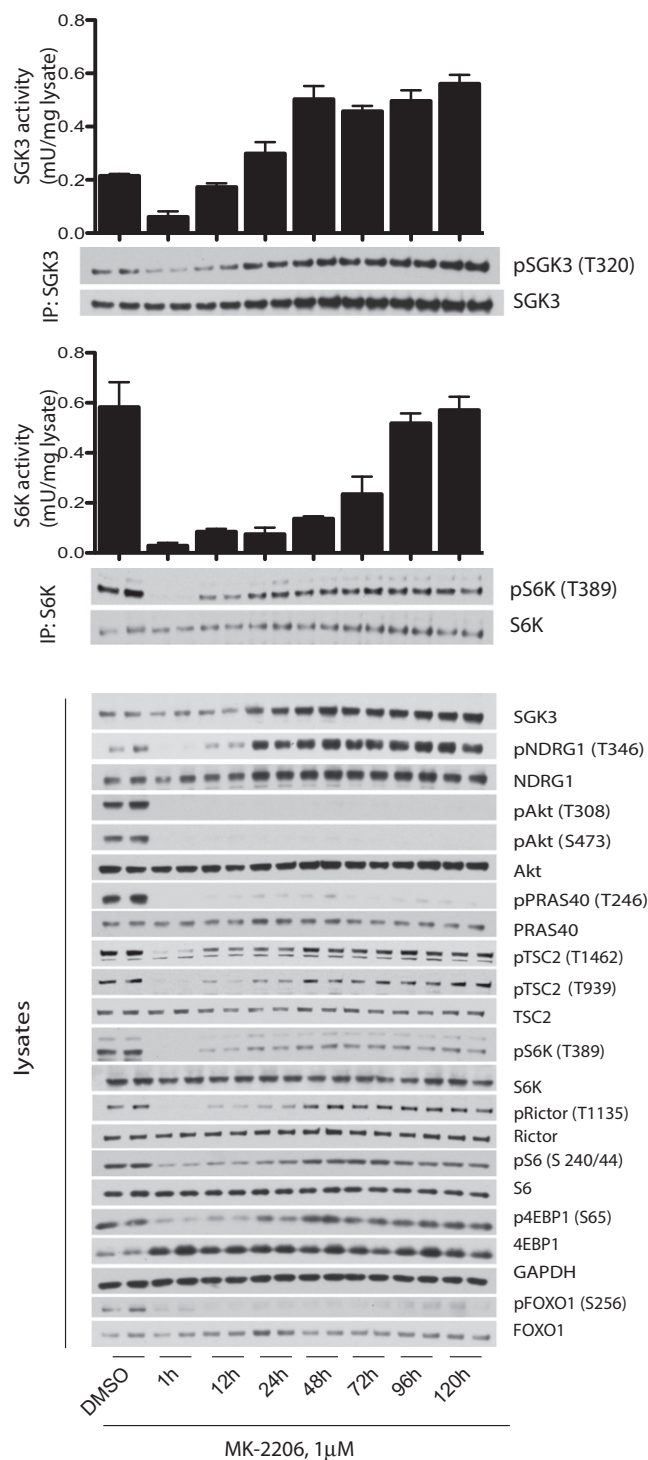 SGK3 activity
(mU/mg lysate)
0.8
0.6
0.4
0.2
0.0
IP: SGK3
pSGK3 (T320)
SGK3
S6K activity
(mU/mg lysate)
0.8
0.6
0.4
0.2
0.0
IP: S6K
pS6K (T389)
S6K
lysates
SGK3
pNDRG1 (T346)
NDRG1
pAkt (T308)
pAkt (S473)
Akt
pPRAS40 (T246)
PRAS40
pTSC2 (T1462)
pTSC2 (T939)
TSC2
pS6K (T389)
S6K
pRictor (T1135)
Rictor
pS6 (S 240/44)
S6
p4EBP1 (S65)
4EBP1
GAPDH
pFOXO1 (S256)
FOXO1
DMSO 1h 12h 24h 48h 72h 96h 120h
MK-2206, 1μM